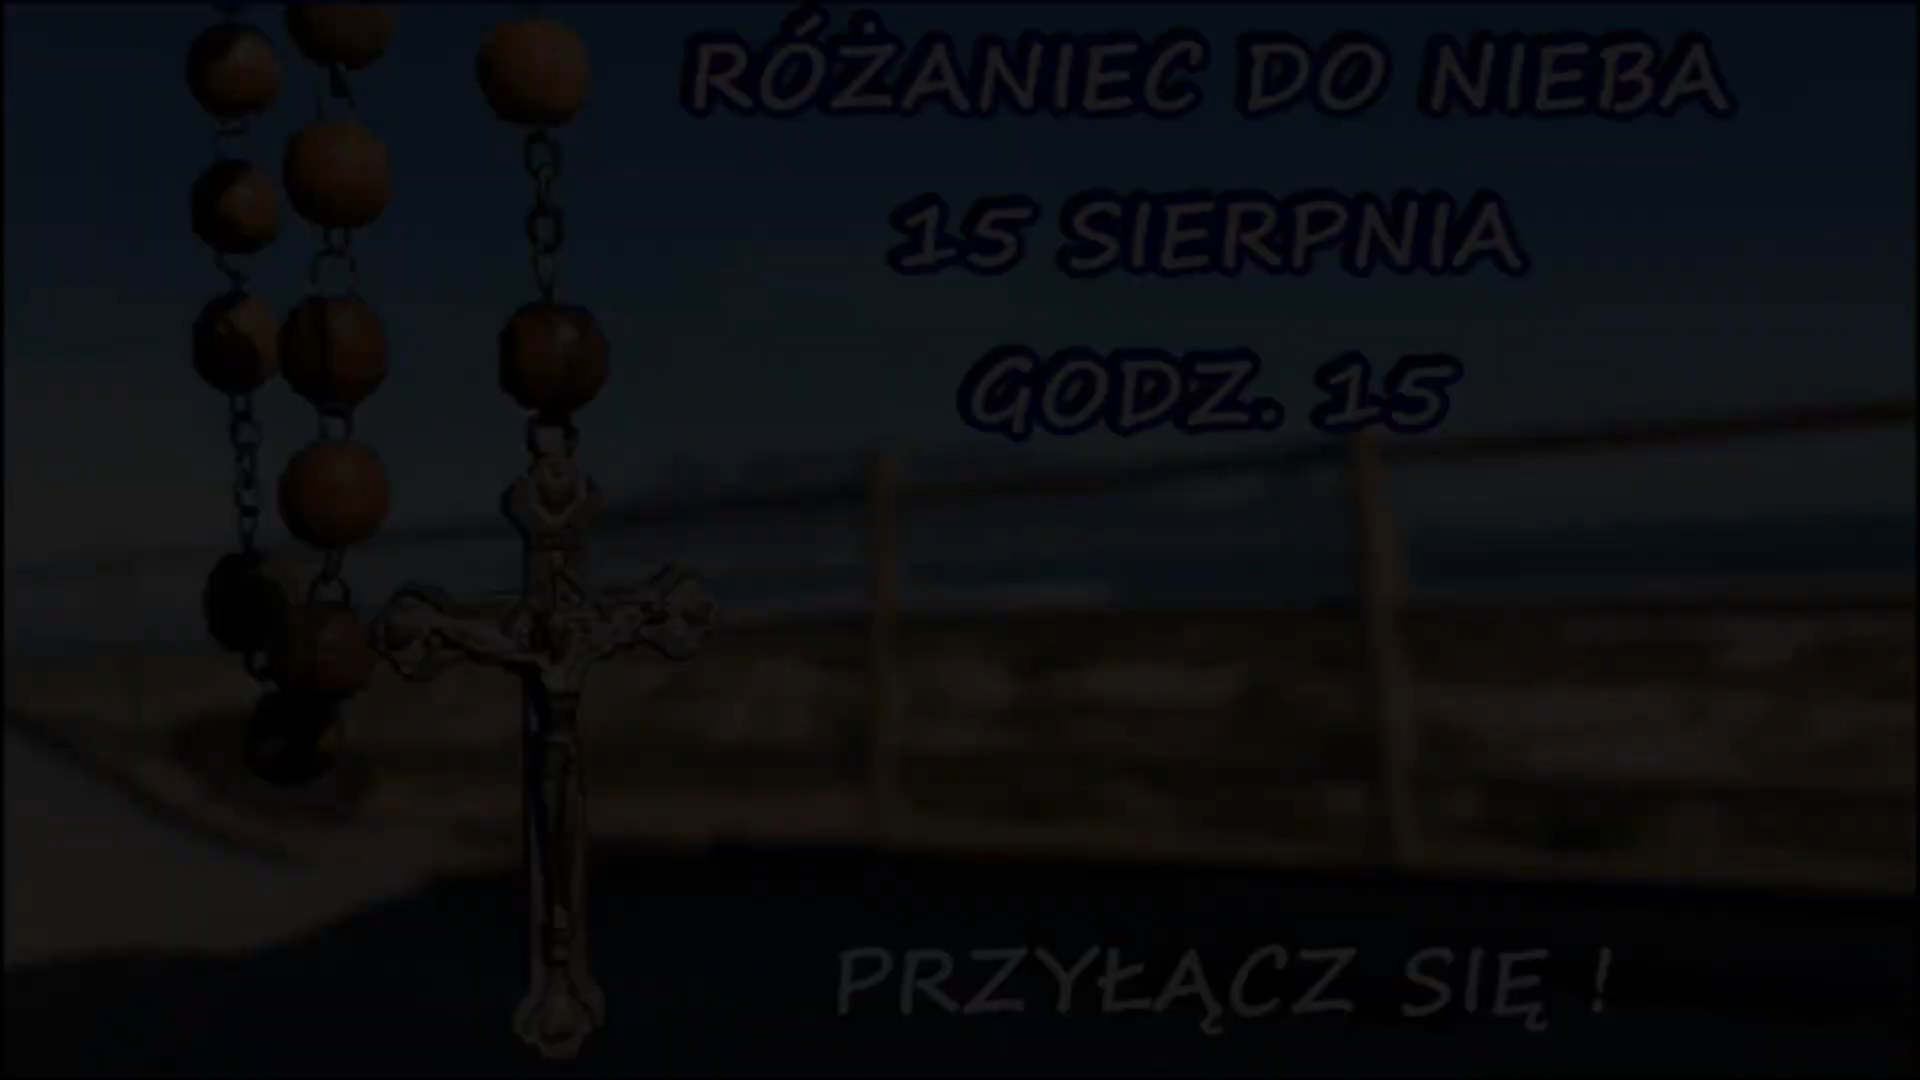 RÓŻANIEC DO NIEBA
15 SIERPNIA
GODZ. 15
PRZYŁĄCZ SIĘ !